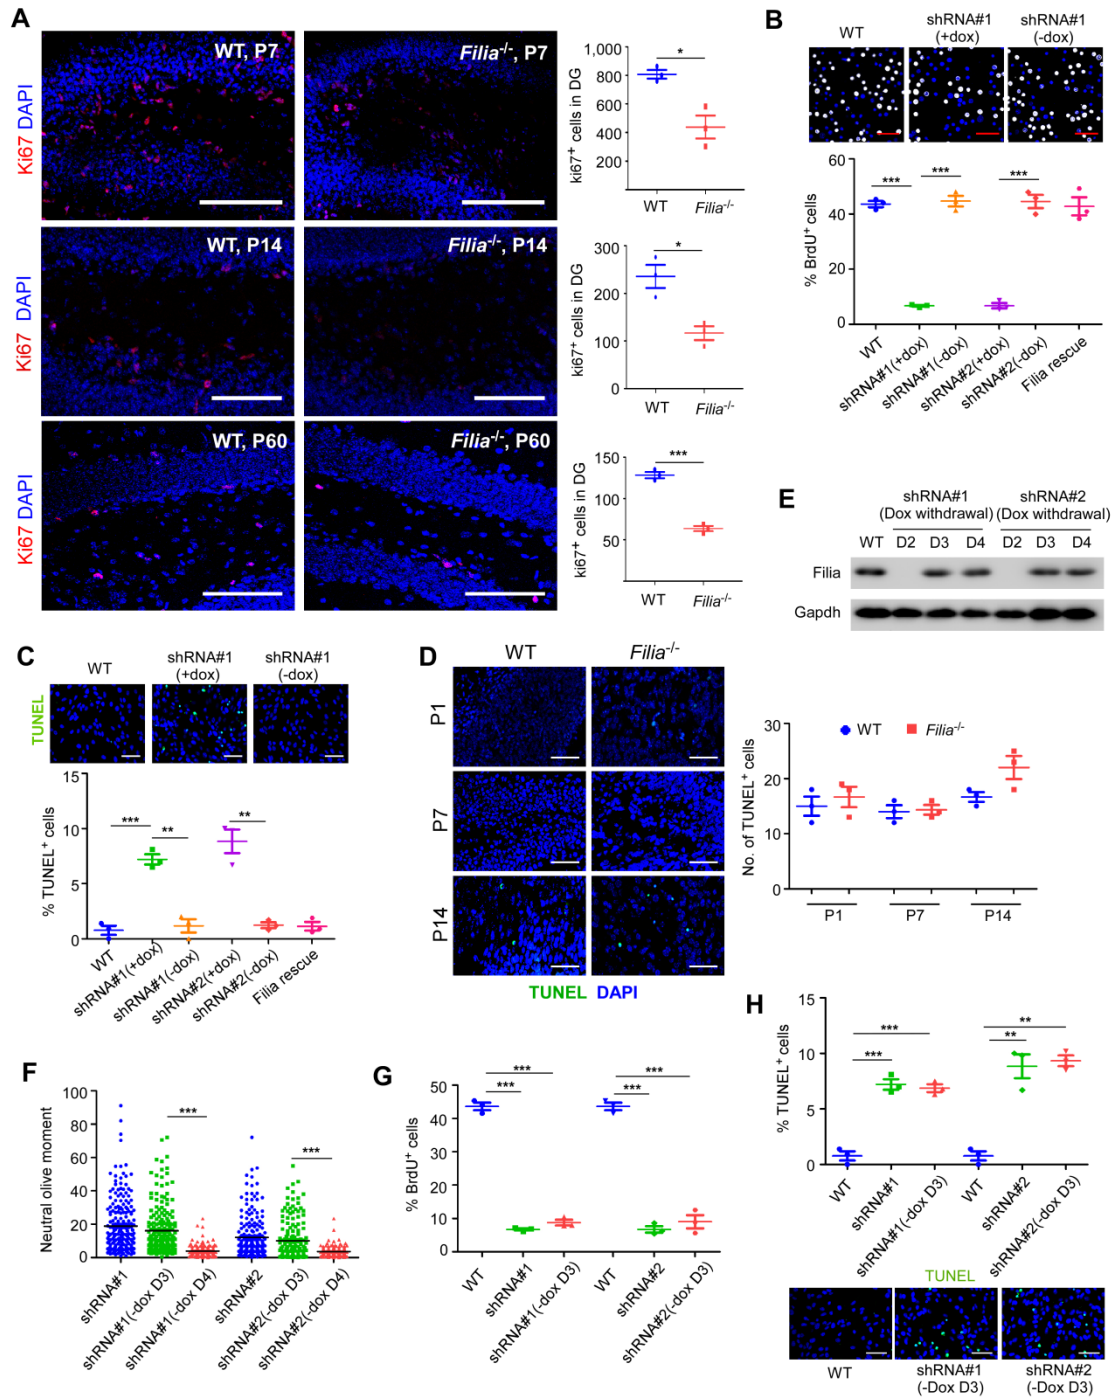 A
WT, P7
Filia-/-, P7
Ki67 DAPI
1,000
800
600
400
200
0
ki67+ cells in DG
*
WT
Filia-/-
WT, P14
Filia-/-, P14
Ki67 DAPI
300
200
100
0
ki67+ cells in DG
*
WT
Filia-/-
WT, P60
Filia-/-, P60
Ki67 DAPI
150
100
50
ki67+ cells in DG
***
WT
Filia-/-
B
WT
shRNA#1
(+dox)
shRNA#1
(-dox)
60
40
20
0
% BrdU+ cells
***
***
***
WT
shRNA#1(+dox)
shRNA#1(-dox)
shRNA#2(+dox)
shRNA#2(-dox)
Filia rescue
E
shRNA#1
(Dox withdrawal)
shRNA#2
(Dox withdrawal)
WT D2 D3 D4 D2 D3 D4
Filia
Gapdh
C
WT
shRNA#1
(+dox)
shRNA#1
(-dox)
TUNEL
15
10
5
0
% TUNEL+ cells
***
**
**
WT
shRNA#1(+dox)
shRNA#1(-dox)
shRNA#2(+dox)
shRNA#2(-dox)
Filia rescue
D
WT
Filia-/-
P1
P7
P14
TUNEL DAPI
30
20
10
0
No. of TUNEL+ cells
WT
Filia-/-
P1
P7
P14
F
100
80
60
40
20
0
Neutral olive moment
***
***
shRNA#1
shRNA#1(-dox D3)
shRNA#1(-dox D4)
shRNA#2
shRNA#2(-dox D3)
shRNA#2(-dox D4)
G
50
40
30
20
10
0
% BrdU+ cells
***
***
***
***
WT
shRNA#1
shRNA#1(-dox D3)
WT
shRNA#2
shRNA#2(-dox D3)
H
15
10
5
0
% TUNEL+ cells
***
***
**
**
WT
shRNA#1
shRNA#1(-dox D3)
WT
shRNA#2
shRNA#2(-dox D3)
TUNEL
WT
shRNA#1
(-Dox D3)
shRNA#2
(-Dox D3)